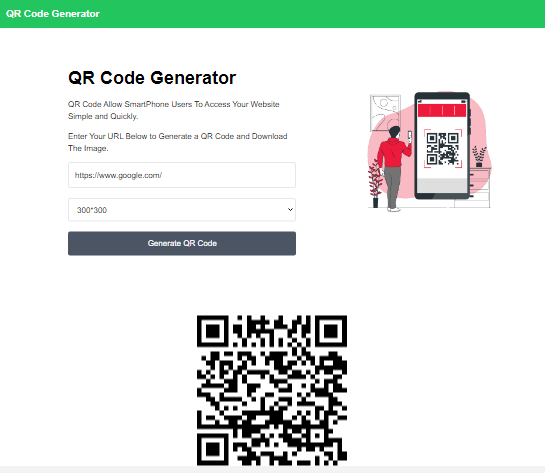 QR Code Generator
QR Code Generator
QR Code Allow SmartPhone Users To Access Your Website
Simple and Quickly.
Enter Your URL Below to Generate a QR Code and Download
The Image.
https://www.google.com/
300*300
Generate QR Code